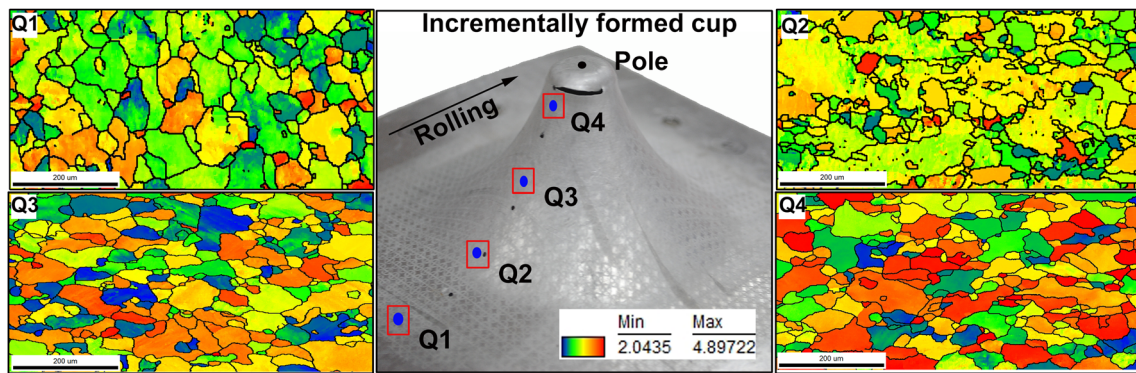 Q1
200 um
Q3
200 um
Incrementally formed cup
Pole
Rolling
Q4
Q3
Q2
Q1
Min Max
2.0435 4.89722
Q2
200 um
Q4
200 um